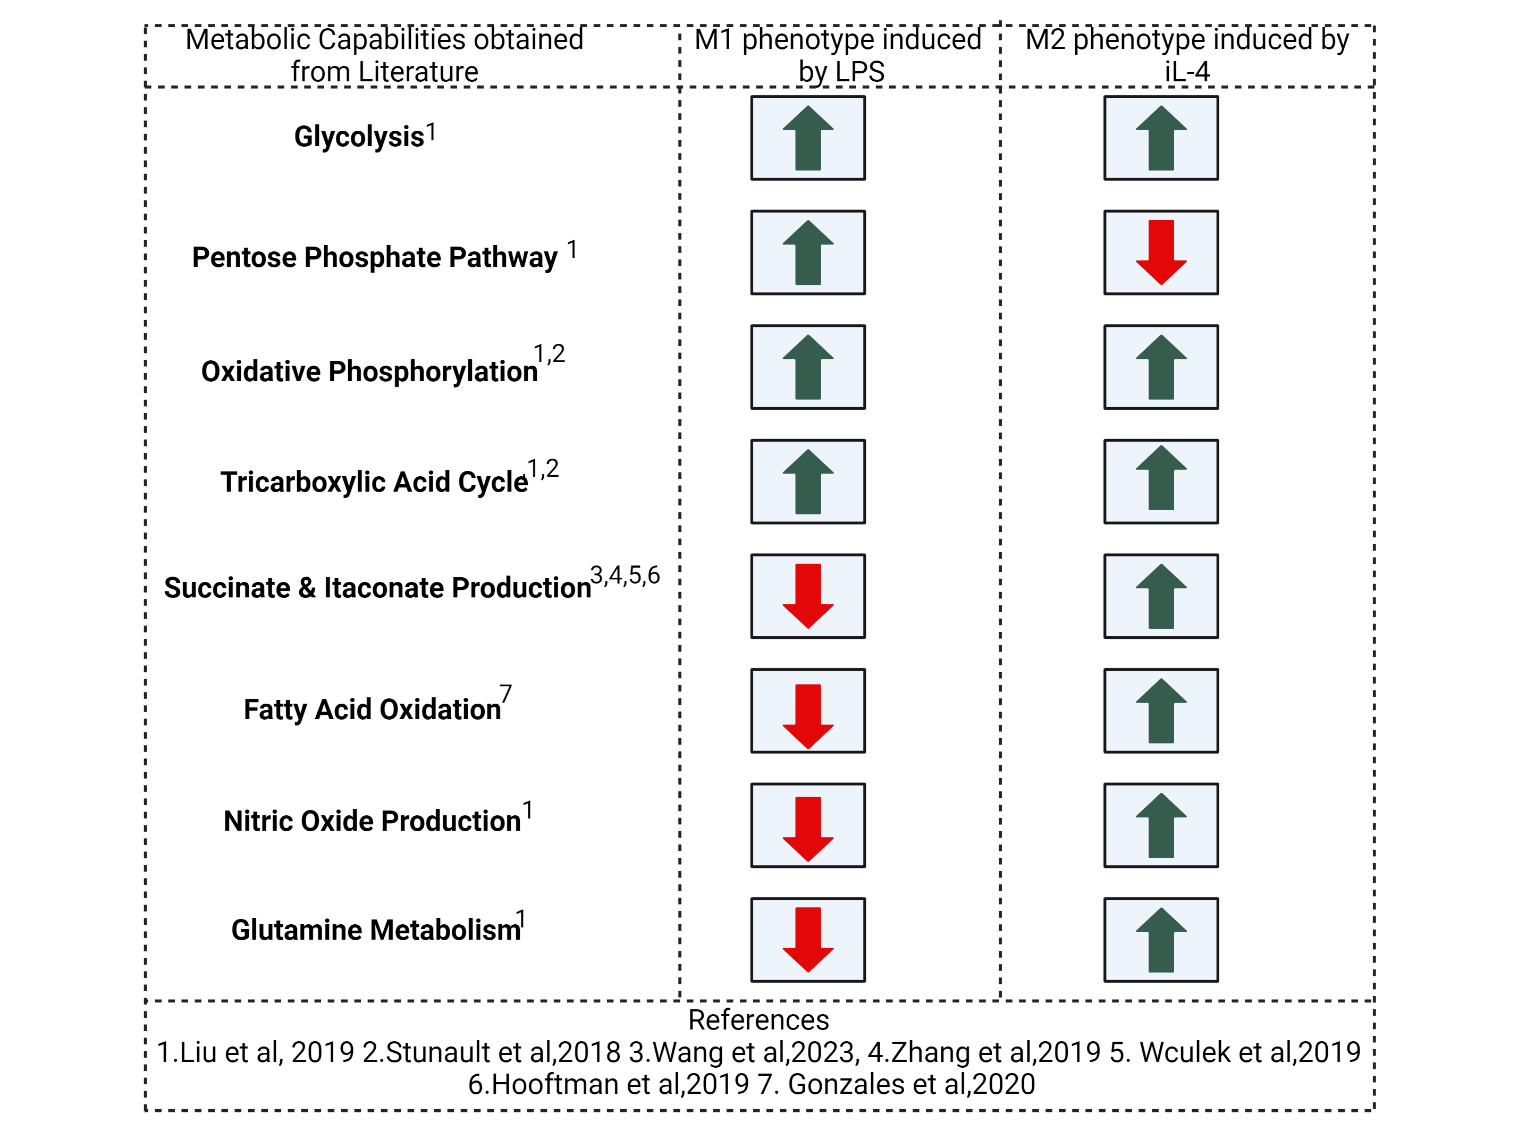 Metabolic Capabilities obtained
from Literature
M1 phenotype induced
by LPS
M2 phenotype induced by
iL-4
Glycolysis1
Pentose Phosphate Pathway 1
Oxidative Phosphorylation1,2
Tricarboxylic Acid Cycle1,2
Succinate & Itaconate Production3,4,5,6
Fatty Acid Oxidation7
Nitric Oxide Production1
Glutamine Metabolism1
References
1.Liu et al, 2019 2.Stunault et al,2018 3.Wang et al,2023, 4.Zhang et al,2019 5. Wculek et al,2019
6.Hooftman et al,2019 7. Gonzales et al,2020